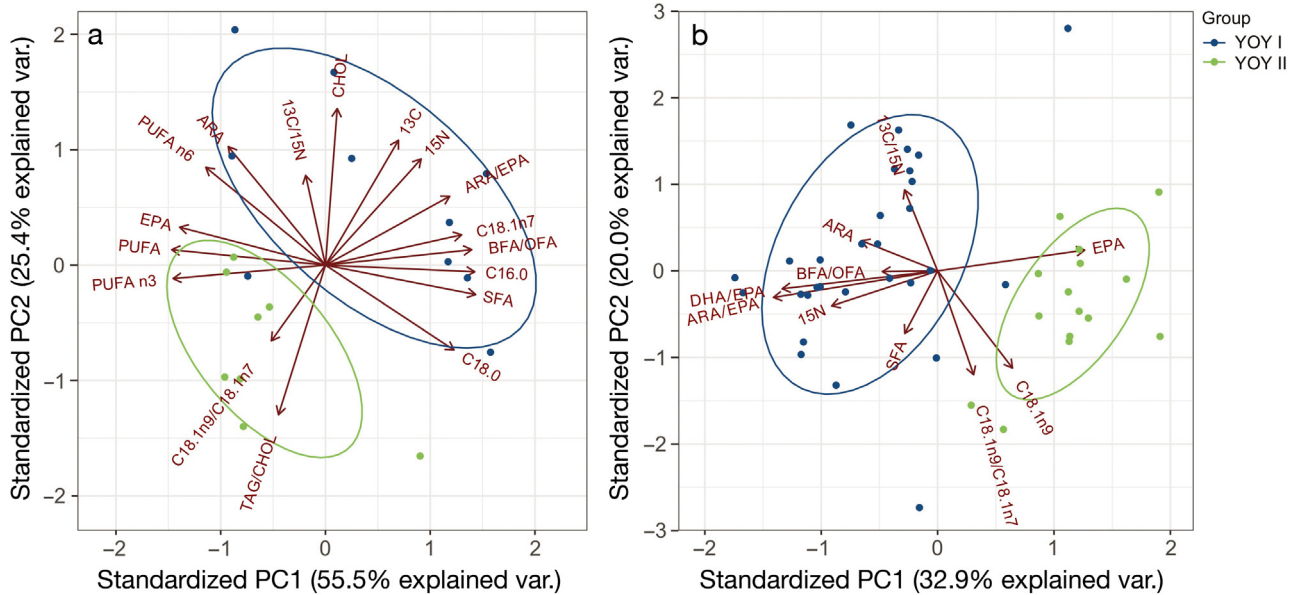 a
Standardized PC2 (25.4% explained var.)
2
1
0
−1
−2
CHOL
13C/15N
ARA
PUFA n6
13C
15N
ARA/EPA
EPA
C18.1n7
PUFA
BFA/OFA
PUFA n3
C16.0
SFA
C18.0
C18.1n9/C18.1n7
TAG/CHOL
−2
−1
0
1
2
Standardized PC1 (55.5% explained var.)
b
Standardized PC2 (20.0% explained var.)
3
2
1
0
−1
−2
−3
13C/15N
ARA
EPA
BFA/OFA
DHA/EPA
ARA/EPA
15N
SFA
C18.1n9
C18.1n9/C18.1n7
−2
−1
0
1
2
Standardized PC1 (32.9% explained var.)
Group
YOY I
YOY II